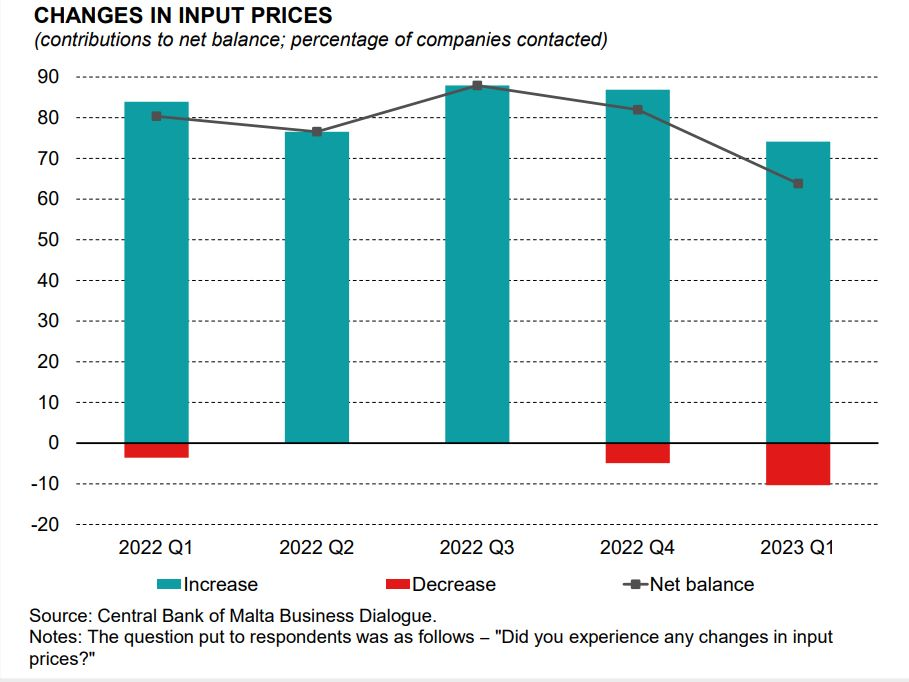 CHANGES IN INPUT PRICES
(contributions to net balance; percentage of companies contacted)
90
80
70
60
50
40
30
20
10
0
-10
-20
2022 Q1 2022 Q2 2022 Q3 2022 Q4 2023 Q1
Increase Decrease Net balance
Source: Central Bank of Malta Business Dialogue.
Notes: The question put to respondents was as follows – "Did you experience any changes in input
prices?"